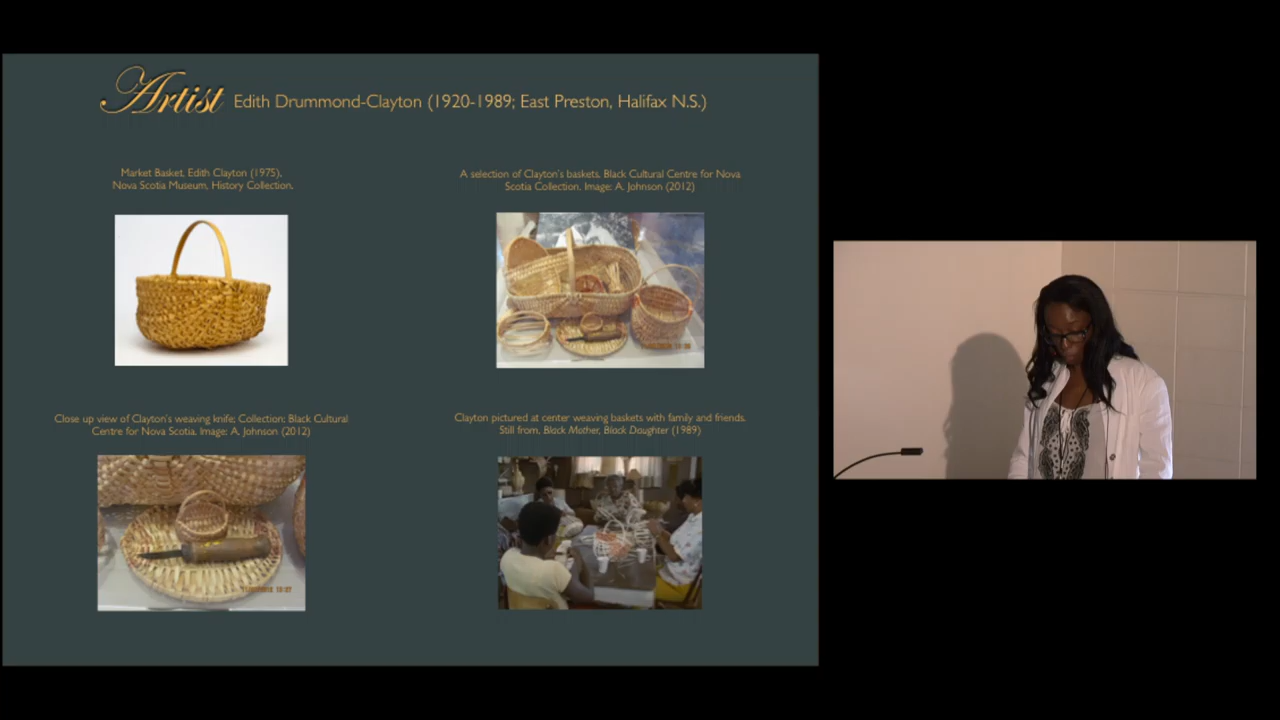 Artist Edith Drummond-Clayton (1920-1989; East Preston, Halifax N.S.)
Market Basket, Edith Clayton (1975),
Nova Scotia Museum, History Collection.
A selection of Clayton's baskets. Black Cultural Centre for Nova
Scotia Collection. Image: A. Johnson (2012)
Close up view of Clayton's weaving knife; Collection: Black Cultural
Centre for Nova Scotia. Image: A. Johnson (2012)
Clayton pictured at center weaving baskets with family and friends.
Still from, Black Mother, Black Daughter (1989)